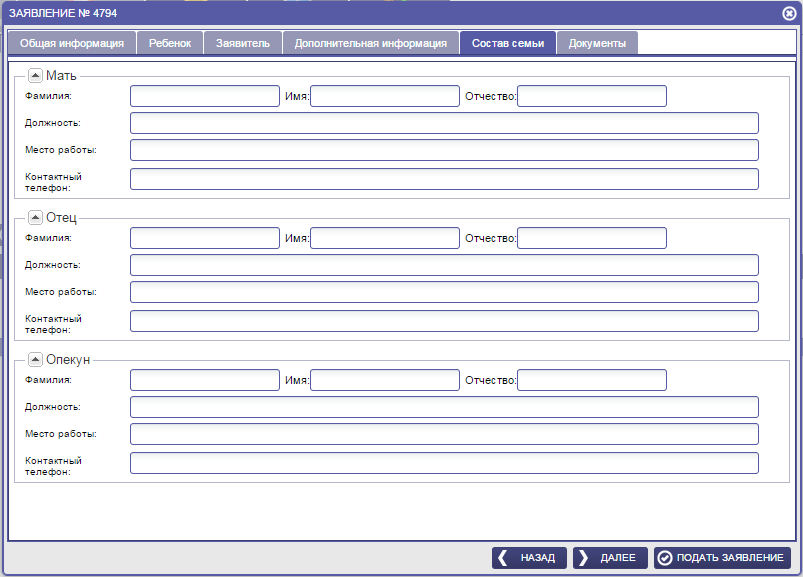 ЗАЯВЛЕНИЕ № 4794
Общая информация Ребенок Заявитель Дополнительная информация Состав семьи Документы
Мать
Фамилия: Имя: Отчество:
Должность:
Место работы:
Контактный
телефон:
Отец
Фамилия: Имя: Отчество:
Должность:
Место работы:
Контактный
телефон:
Опекун
Фамилия: Имя: Отчество:
Должность:
Место работы:
Контактный
телефон:
НАЗАД ДАЛЕЕ ПОДАТЬ ЗАЯВЛЕНИЕ